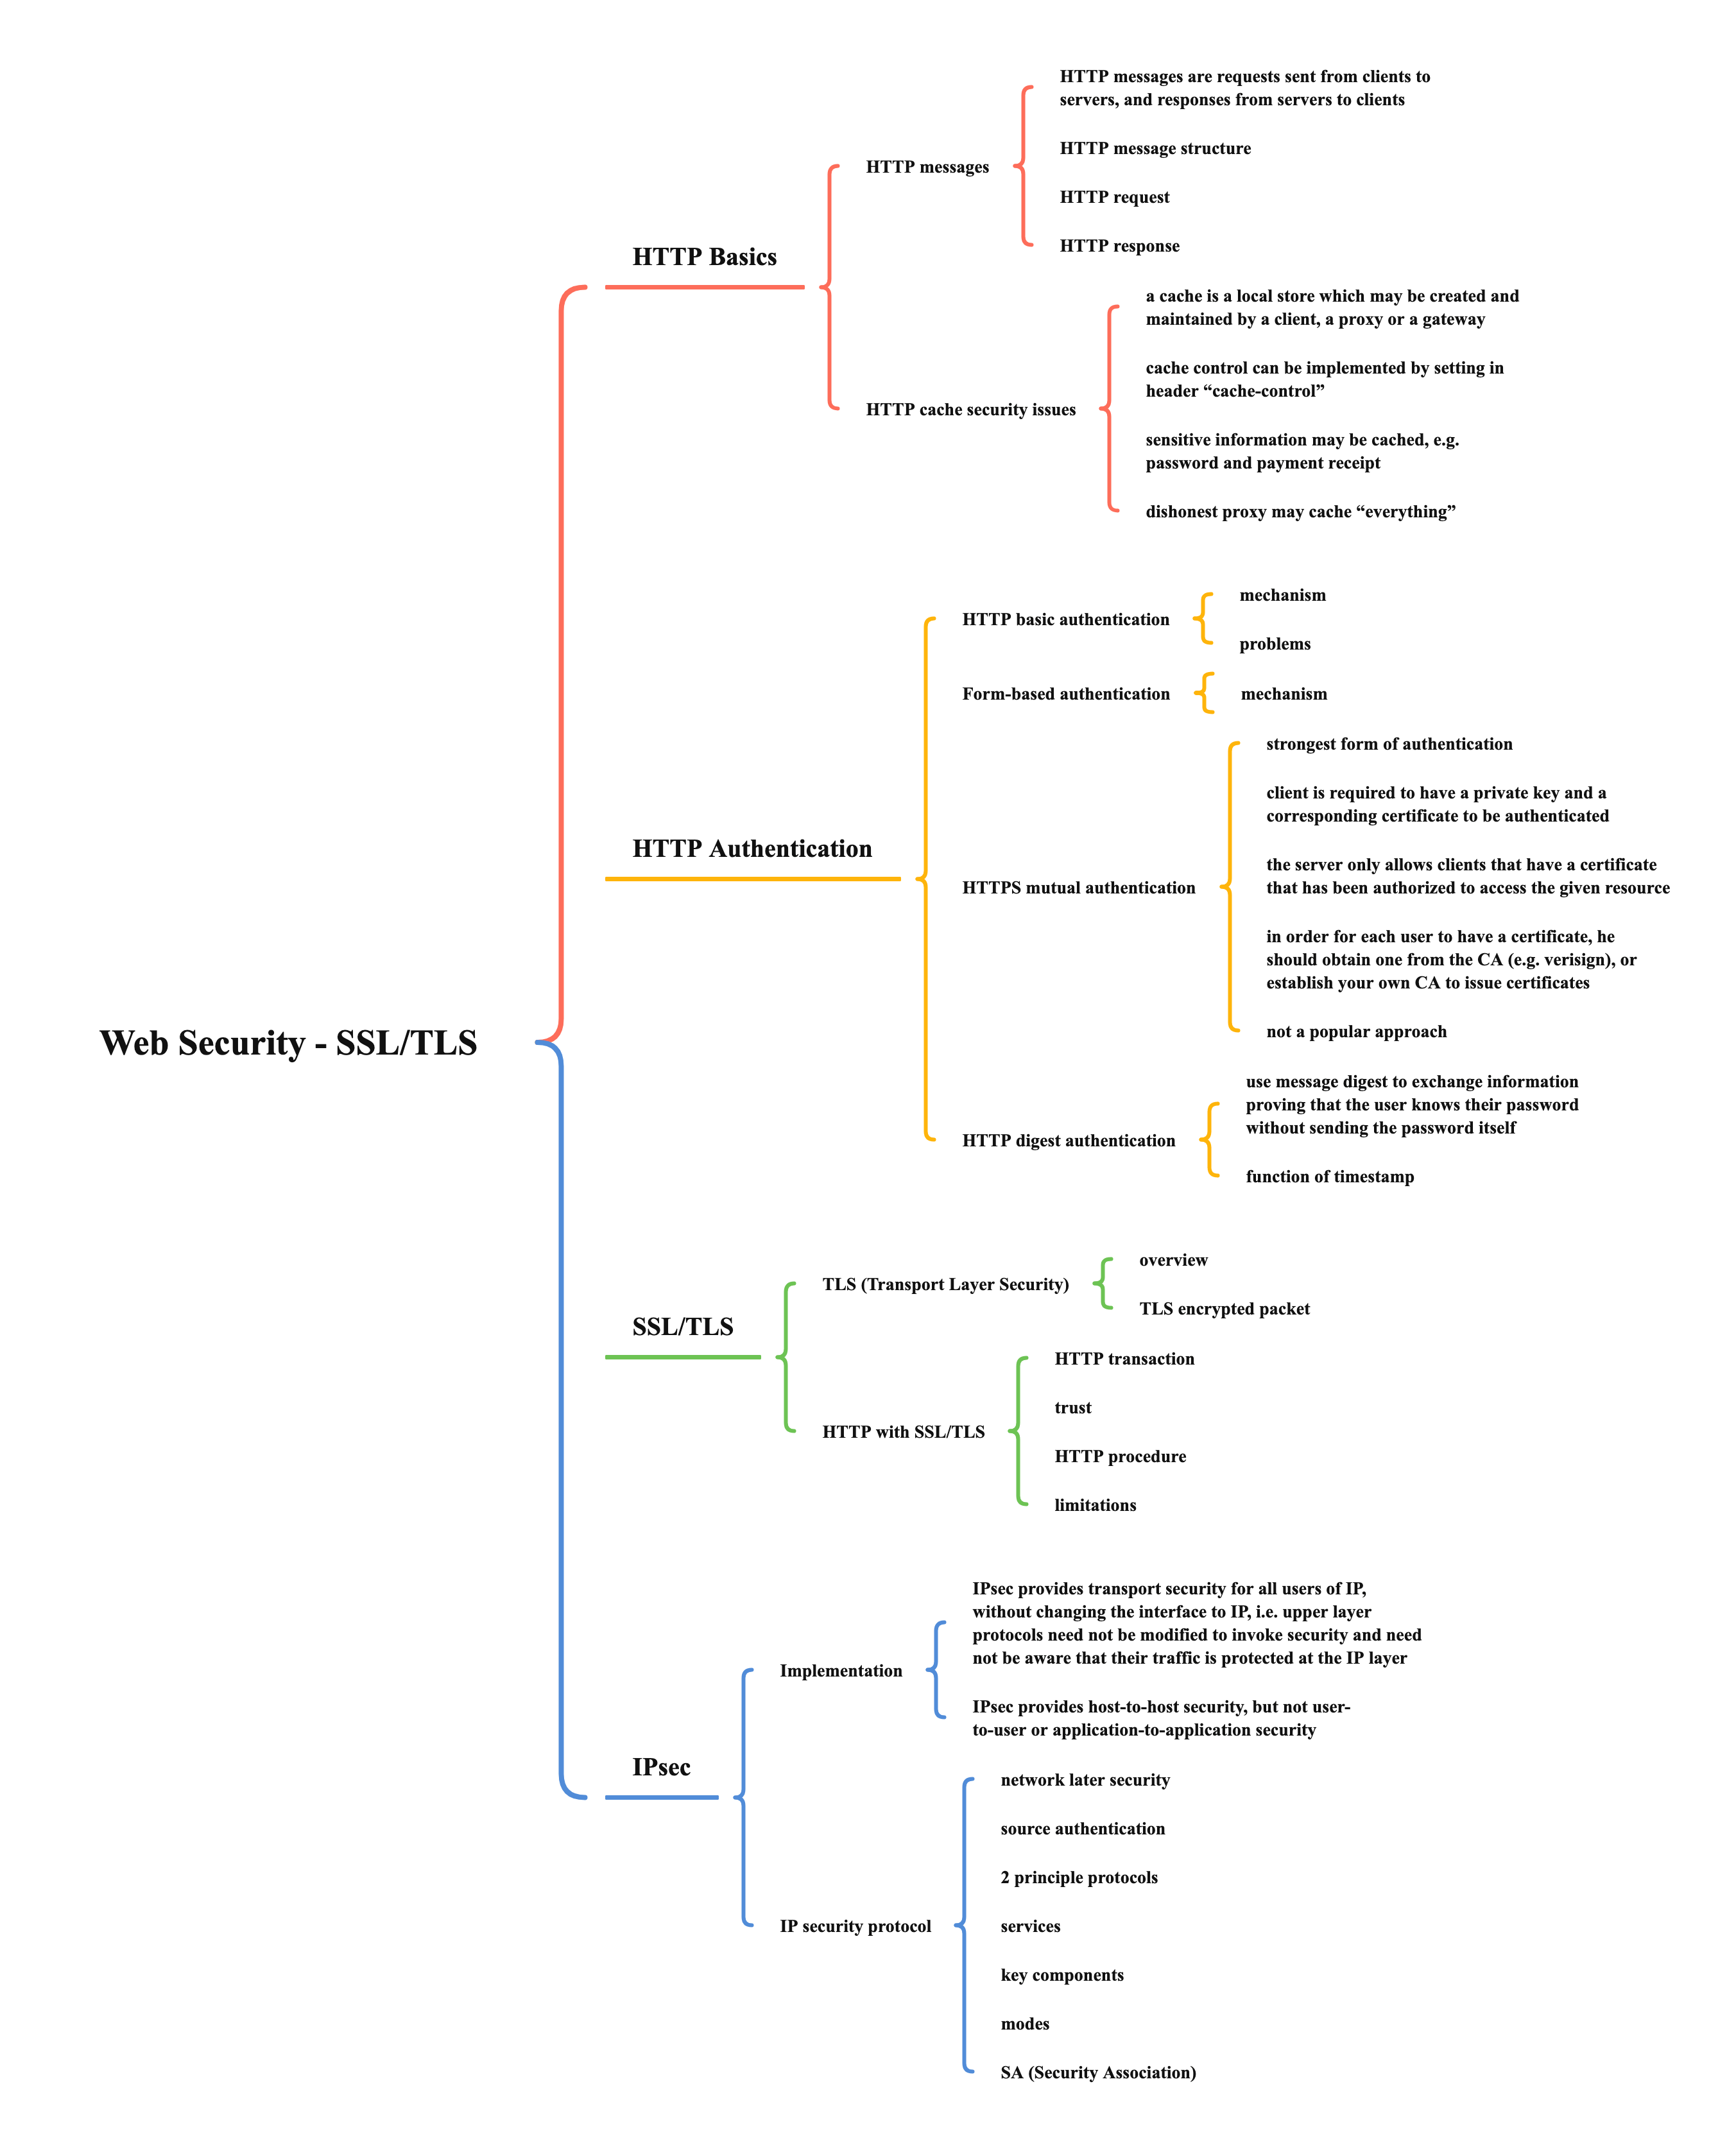 HTTP messages are requests sent from clients to
servers, and responses from servers to clients
HTTP message structure
HTTP messages
HTTP request
HTTP response
HTTP Basics
a cache is a local store which may be created and
maintained by a client, a proxy or a gateway
cache control can be implemented by setting in
header “cache-control”
HTTP cache security issues
sensitive information may be cached, e.g.
password and payment receipt
dishonest proxy may cache “everything”
mechanism
HTTP basic authentication
problems
Form-based authentication
mechanism
strongest form of authentication
client is required to have a private key and a
corresponding certificate to be authenticated
HTTP Authentication
the server only allows clients that have a certificate
that has been authorized to access the given resource
HTTPS mutual authentication
in order for each user to have a certificate, he
should obtain one from the CA (e.g. verisign), or
establish your own CA to issue certificates
not a popular approach
Web Security - SSL/TLS
use message digest to exchange information
proving that the user knows their password
without sending the password itself
HTTP digest authentication
function of timestamp
overview
TLS (Transport Layer Security)
TLS encrypted packet
SSL/TLS
HTTP transaction
trust
HTTP with SSL/TLS
HTTP procedure
limitations
IPsec provides transport security for all users of IP,
without changing the interface to IP, i.e. upper layer
protocols need not be modified to invoke security and need
not be aware that their traffic is protected at the IP layer
Implementation
IPsec provides host-to-host security, but not user-
to-user or application-to-application security
IPsec
network later security
source authentication
2 principle protocols
IP security protocol
services
key components
modes
SA (Security Association)